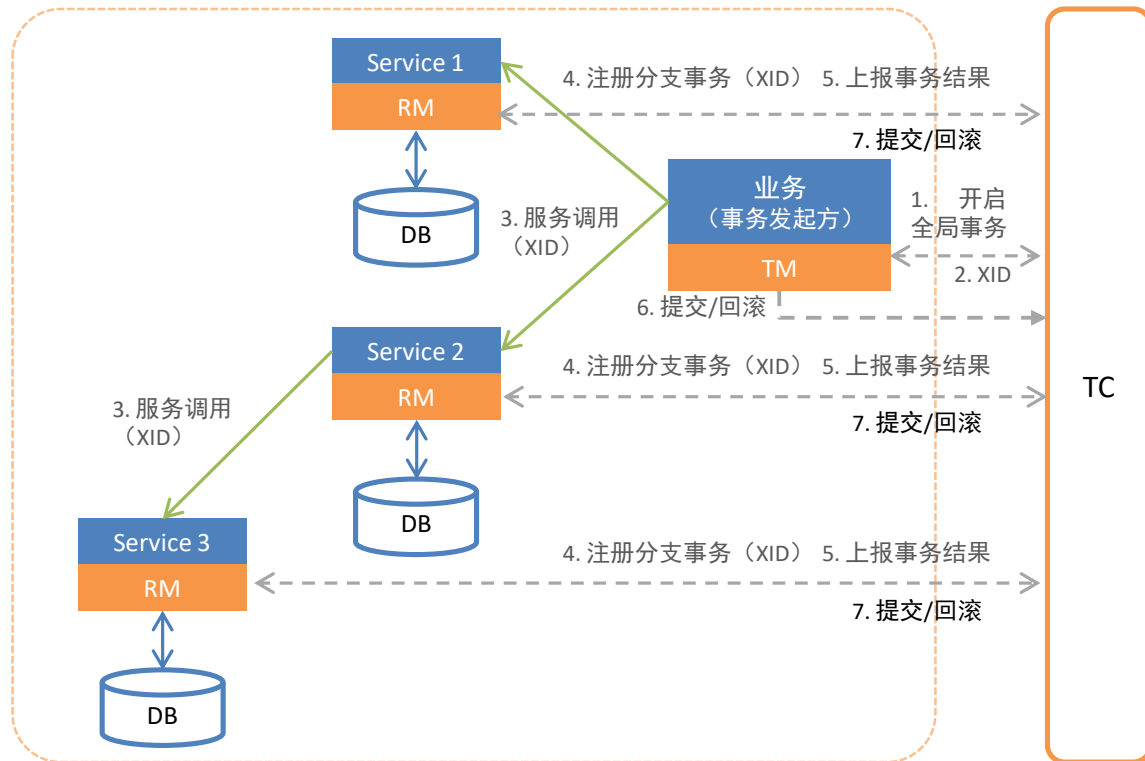 Service 1
RM
DB
4. 注册分支事务（XID） 5. 上报事务结果
7. 提交/回滚
业务
（事务发起方）
TM
1. 开启
全局事务
2. XID
3. 服务调用
（XID）
6. 提交/回滚
Service 2
RM
DB
4. 注册分支事务（XID） 5. 上报事务结果
7. 提交/回滚
TC
3. 服务调用
（XID）
Service 3
RM
DB
4. 注册分支事务（XID） 5. 上报事务结果
7. 提交/回滚